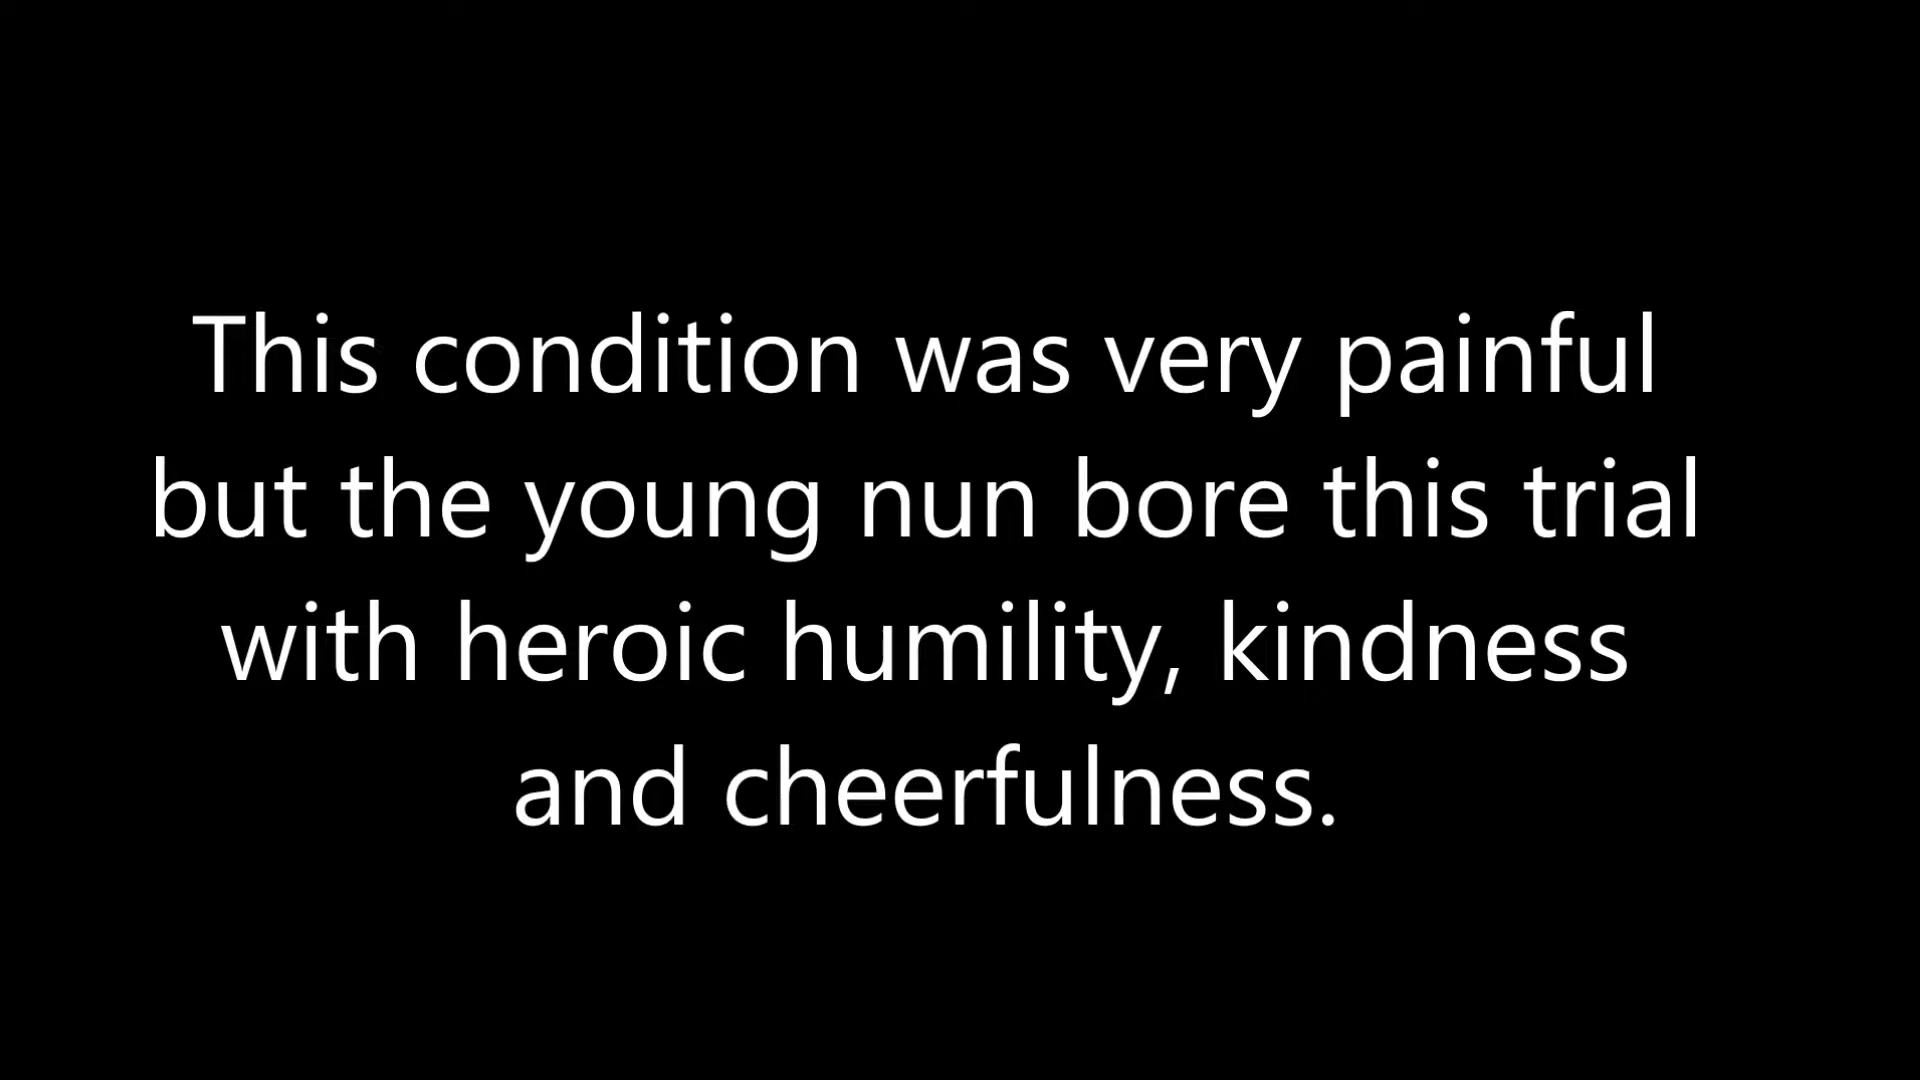 This condition was very painful
but the young nun bore this trial
with heroic humility, kindness
and cheerfulness.